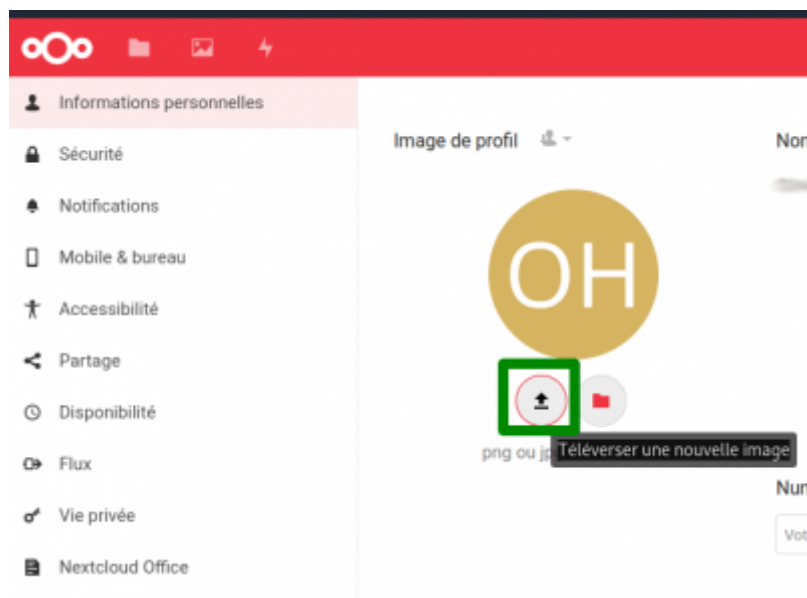 Informations personnelles
Sécurité
Notifications
Mobile & bureau
Accessibilité
Partage
Disponibilité
Flux
Vie privée
Nextcloud Office
Image de profil
OH
png ou
Téléverser une nouvelle image